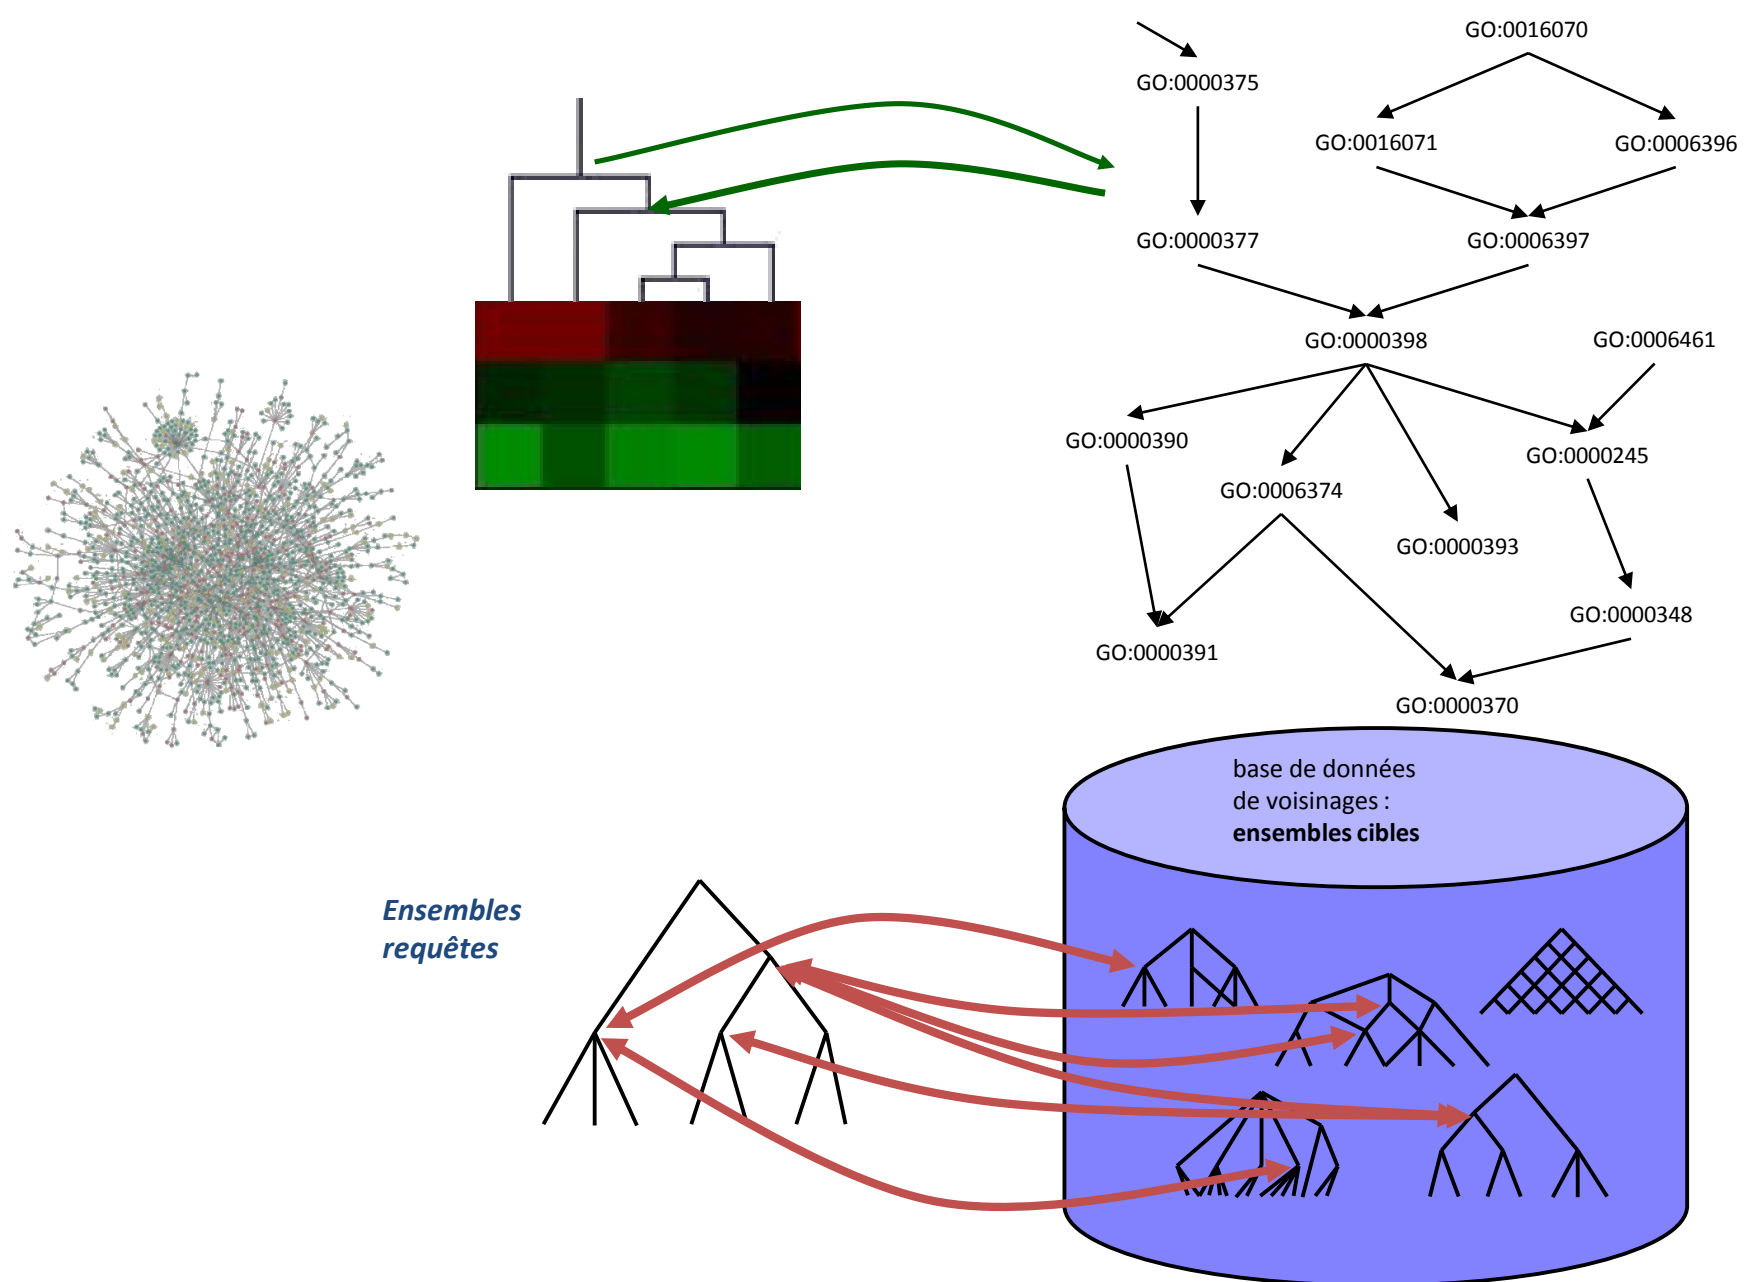 GO:0016070
GO:0000375
GO:0016071
GO:0006396
GO:0000377
GO:0006397
GO:0000398
GO:0006461
GO:0000390
GO:0000245
GO:0006374
GO:0000393
GO:0000348
GO:0000391
GO:0000370
base de données
de voisinages :
ensembles cibles
Ensembles
requêtes